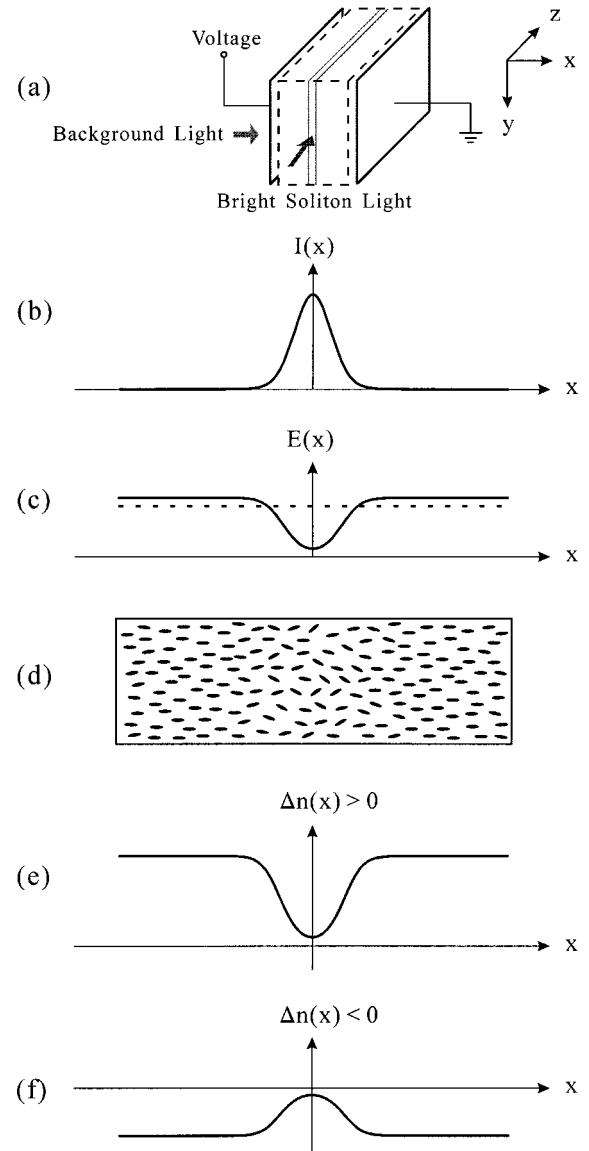 (a)
Voltage
Background Light
Bright Soliton Light
z
x
y
(b)
I(x)
x
(c)
E(x)
x
(d)
(e)
Δn(x) > 0
x
(f)
Δn(x) < 0
x